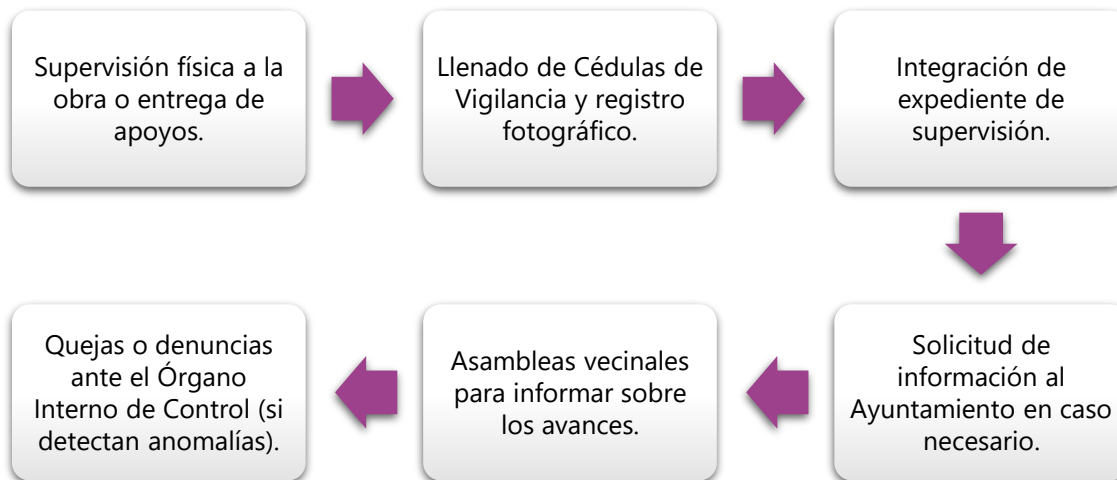 Supervisión física a la
obra o entrega de
apoyos.
Llenado de Cédulas de
Vigilancia y registro
fotográfico.
Integración de
expediente de
supervisión.
Solicitud de
información al
Ayuntamiento en caso
necesario.
Asambleas vecinales
para informar sobre
los avances.
Quejas o denuncias
ante el Órgano
Interno de Control (si
detectan anomalías).